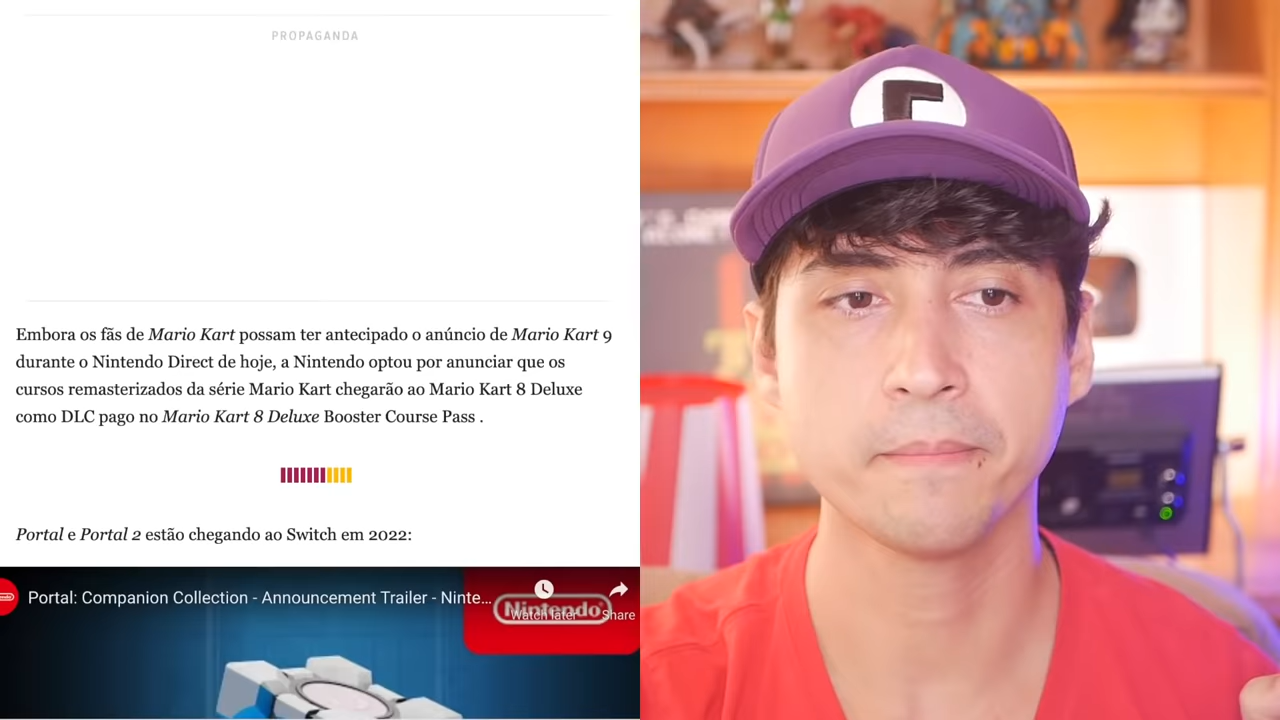 PROPAGANDA
Embora os fãs de Mario Kart possam ter antecipado o anúncio de Mario Kart 9
durante o Nintendo Direct de hoje, a Nintendo optou por anunciar que os
cursos remasterizados da série Mario Kart chegarão ao Mario Kart 8 Deluxe
como DLC pago no Mario Kart 8 Deluxe Booster Course Pass .
Portal e Portal 2 estão chegando ao Switch em 2022:
Portal: Companion Collection - Announcement Trailer - Ninte...
Nintendo
Watch later
Share